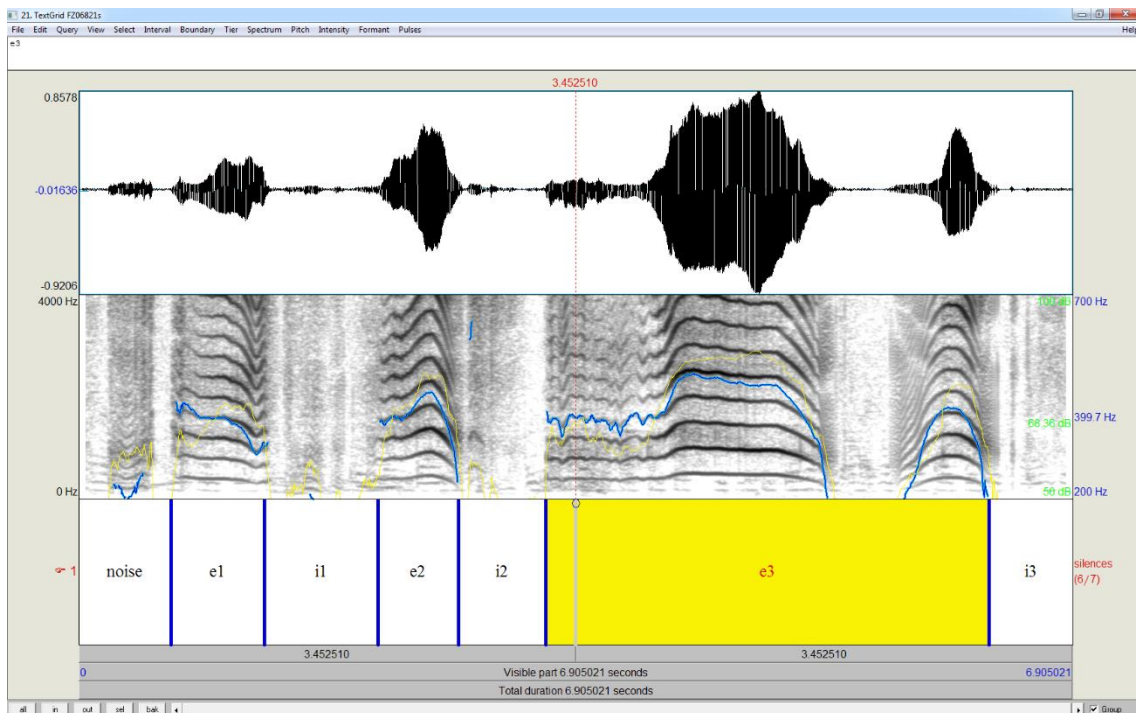 21. TextGrid FZ06821s
File Edit Query View Select Interval Boundary Tier Spectrum Pitch Intensity Formant Pulses Help
e3
3.452510
0.8578
-0.01636
-0.9206
4000 Hz 100 dB 700 Hz
68.36 dB 399.7 Hz
0 Hz 50 dB 200 Hz
1 noise e1 i1 e2 i2 e3 i3 silences
(6/7)
3.452510 3.452510
0 Visible part 6.905021 seconds 6.905021
Total duration 6.905021 seconds
all in out sel bak Group